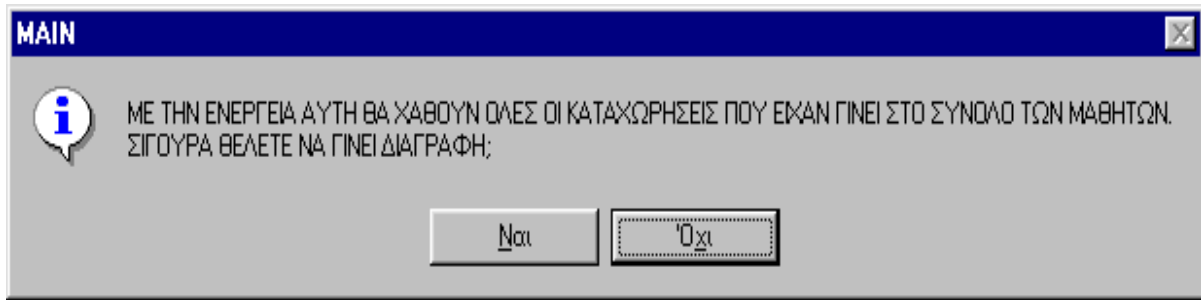 MAIN
ΜΕ ΤΗΝ ΕΝΕΡΓΕΙΑ ΑΥΤΗ ΘΑ ΧΑΘΟΥΝ ΟΛΕΣ ΟΙ ΚΑΤΑΧΩΡΗΣΕΙΣ ΠΟΥ ΕΙΧΑΝ ΓΙΝΕΙ ΣΤΟ ΣΥΝΟΛΟ ΤΩΝ ΜΑΘΗΤΩΝ.
ΣΙΓΟΥΡΑ ΘΕΛΕΤΕ ΝΑ ΓΙΝΕΙ ΔΙΑΓΡΑΦΗ;
Ναι Όχι